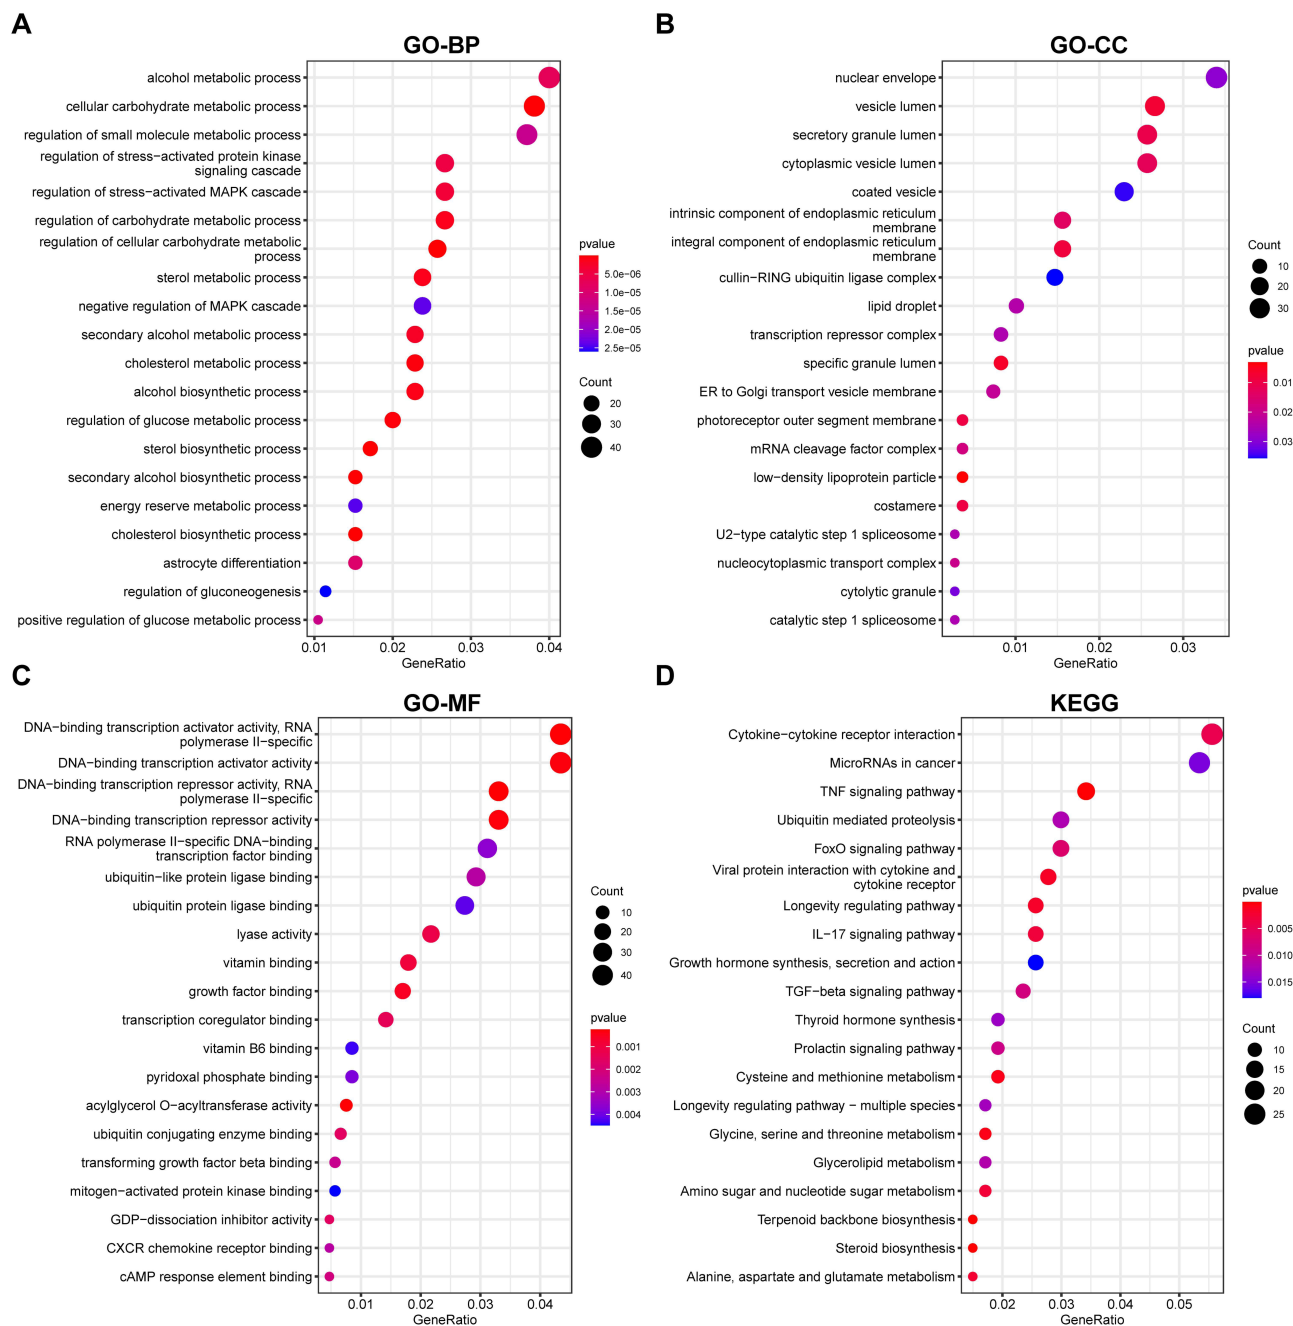 A
GO−BP
alcohol metabolic process
cellular carbohydrate metabolic process
regulation of small molecule metabolic process
regulation of stress−activated protein kinase
signaling cascade
regulation of stress−activated MAPK cascade
regulation of carbohydrate metabolic process
regulation of cellular carbohydrate metabolic
process
sterol metabolic process
negative regulation of MAPK cascade
secondary alcohol metabolic process
cholesterol metabolic process
alcohol biosynthetic process
regulation of glucose metabolic process
sterol biosynthetic process
secondary alcohol biosynthetic process
energy reserve metabolic process
cholesterol biosynthetic process
astrocyte differentiation
regulation of gluconeogenesis
positive regulation of glucose metabolic process
0.01 0.02 0.03 0.04
GeneRatio
pvalue
5.0e−06
1.0e−05
1.5e−05
2.0e−05
2.5e−05
Count
20
30
40
B
GO−CC
nuclear envelope
vesicle lumen
secretory granule lumen
cytoplasmic vesicle lumen
coated vesicle
intrinsic component of endoplasmic reticulum
membrane
integral component of endoplasmic reticulum
membrane
cullin−RING ubiquitin ligase complex
lipid droplet
transcription repressor complex
specific granule lumen
ER to Golgi transport vesicle membrane
photoreceptor outer segment membrane
mRNA cleavage factor complex
low−density lipoprotein particle
costamere
U2−type catalytic step 1 spliceosome
nucleocytoplasmic transport complex
cytolytic granule
catalytic step 1 spliceosome
0.01 0.02 0.03
GeneRatio
Count
10
20
30
pvalue
0.01
0.02
0.03
C
GO−MF
DNA−binding transcription activator activity, RNA
polymerase II−specific
DNA−binding transcription activator activity
DNA−binding transcription repressor activity, RNA
polymerase II−specific
DNA−binding transcription repressor activity
RNA polymerase II−specific DNA−binding
transcription factor binding
ubiquitin−like protein ligase binding
ubiquitin protein ligase binding
lyase activity
vitamin binding
growth factor binding
transcription coregulator binding
vitamin B6 binding
pyridoxal phosphate binding
acylglycerol O−acyltransferase activity
ubiquitin conjugating enzyme binding
transforming growth factor beta binding
mitogen−activated protein kinase binding
GDP−dissociation inhibitor activity
CXCR chemokine receptor binding
cAMP response element binding
0.01 0.02 0.03 0.04
GeneRatio
Count
10
20
30
40
pvalue
0.001
0.002
0.003
0.004
D
KEGG
Cytokine−cytokine receptor interaction
MicroRNAs in cancer
TNF signaling pathway
Ubiquitin mediated proteolysis
FoxO signaling pathway
Viral protein interaction with cytokine and
cytokine receptor
Longevity regulating pathway
IL−17 signaling pathway
Growth hormone synthesis, secretion and action
TGF−beta signaling pathway
Thyroid hormone synthesis
Prolactin signaling pathway
Cysteine and methionine metabolism
Longevity regulating pathway − multiple species
Glycine, serine and threonine metabolism
Glycerolipid metabolism
Amino sugar and nucleotide sugar metabolism
Terpenoid backbone biosynthesis
Steroid biosynthesis
Alanine, aspartate and glutamate metabolism
0.02 0.03 0.04 0.05
GeneRatio
pvalue
0.005
0.010
0.015
Count
10
15
20
25